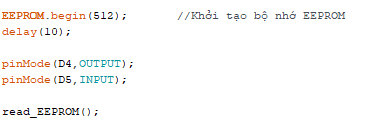 EEPROM.begin(512);       //Khởi tạo bộ nhớ EEPROM
delay(10);
pinMode(D4,OUTPUT);
pinMode(D5,INPUT);
read_EEPROM();